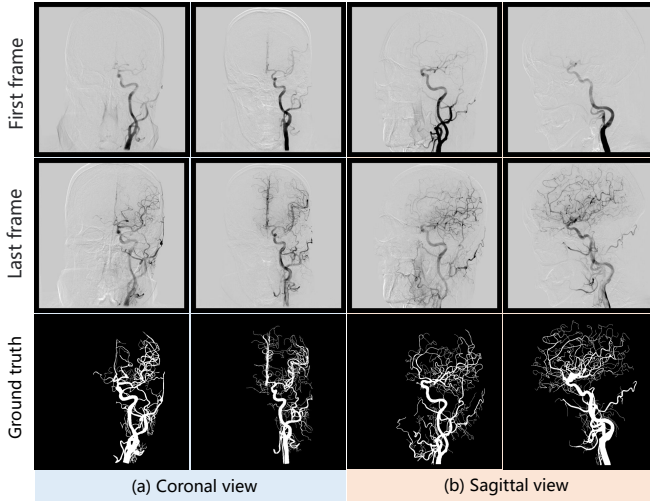 First frame
Last frame
Ground truth
(a) Coronal view
(b) Sagittal view